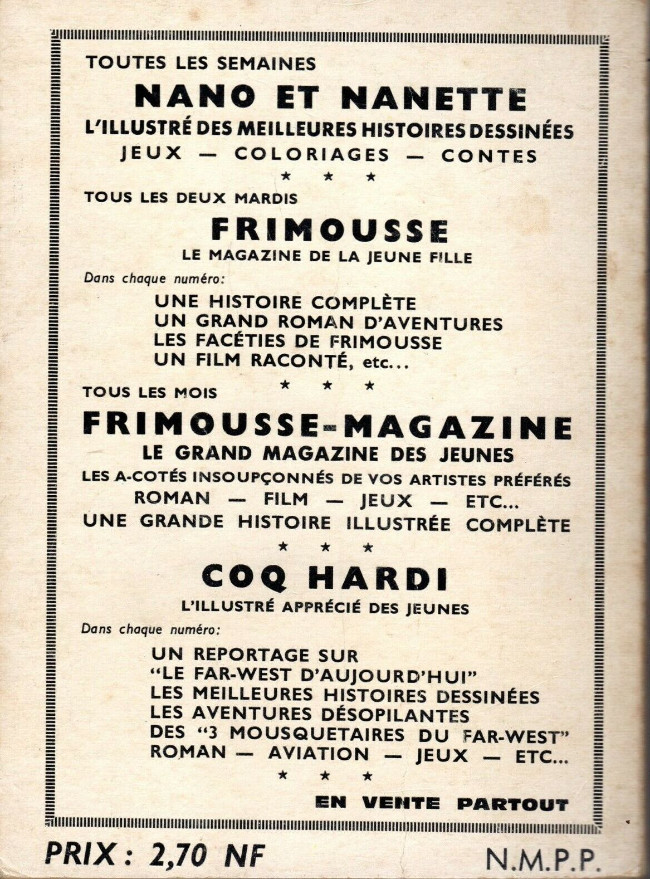 TOUTES LES SEMAINES
NANO ET NANETTE
L'ILLUSTRÉ DES MEILLEURES HISTOIRES DESSINÉES
JEUX — COLORIAGES — CONTES
★ ★ ★
TOUS LES DEUX MARDIS
FRIMOUSSE
LE MAGAZINE DE LA JEUNE FILLE
Dans chaque numéro:
UNE HISTOIRE COMPLÈTE
UN GRAND ROMAN D'AVENTURES
LES FACÉTIES DE FRIMOUSSE
UN FILM RACONTÉ, etc...
★ ★ ★
TOUS LES MOIS
FRIMOUSSE-MAGAZINE
LE GRAND MAGAZINE DES JEUNES
LES A-COTÉS INSOUPÇONNÉS DE VOS ARTISTES PRÉFÉRÉS
ROMAN — FILM — JEUX — ETC...
UNE GRANDE HISTOIRE ILLUSTRÉE COMPLÈTE
★ ★ ★
COQ HARDI
L'ILLUSTRÉ APPRÉCIÉ DES JEUNES
Dans chaque numéro:
UN REPORTAGE SUR
"LE FAR-WEST D'AUJOURD'HUI"
LES MEILLEURES HISTOIRES DESSINÉES
LES AVENTURES DÉSOPILANTES
DES "3 MOUSQUETAIRES DU FAR-WEST"
ROMAN — AVIATION — JEUX — ETC...
★ ★ ★
EN VENTE PARTOUT
PRIX : 2,70 NF
N.M.P.P.